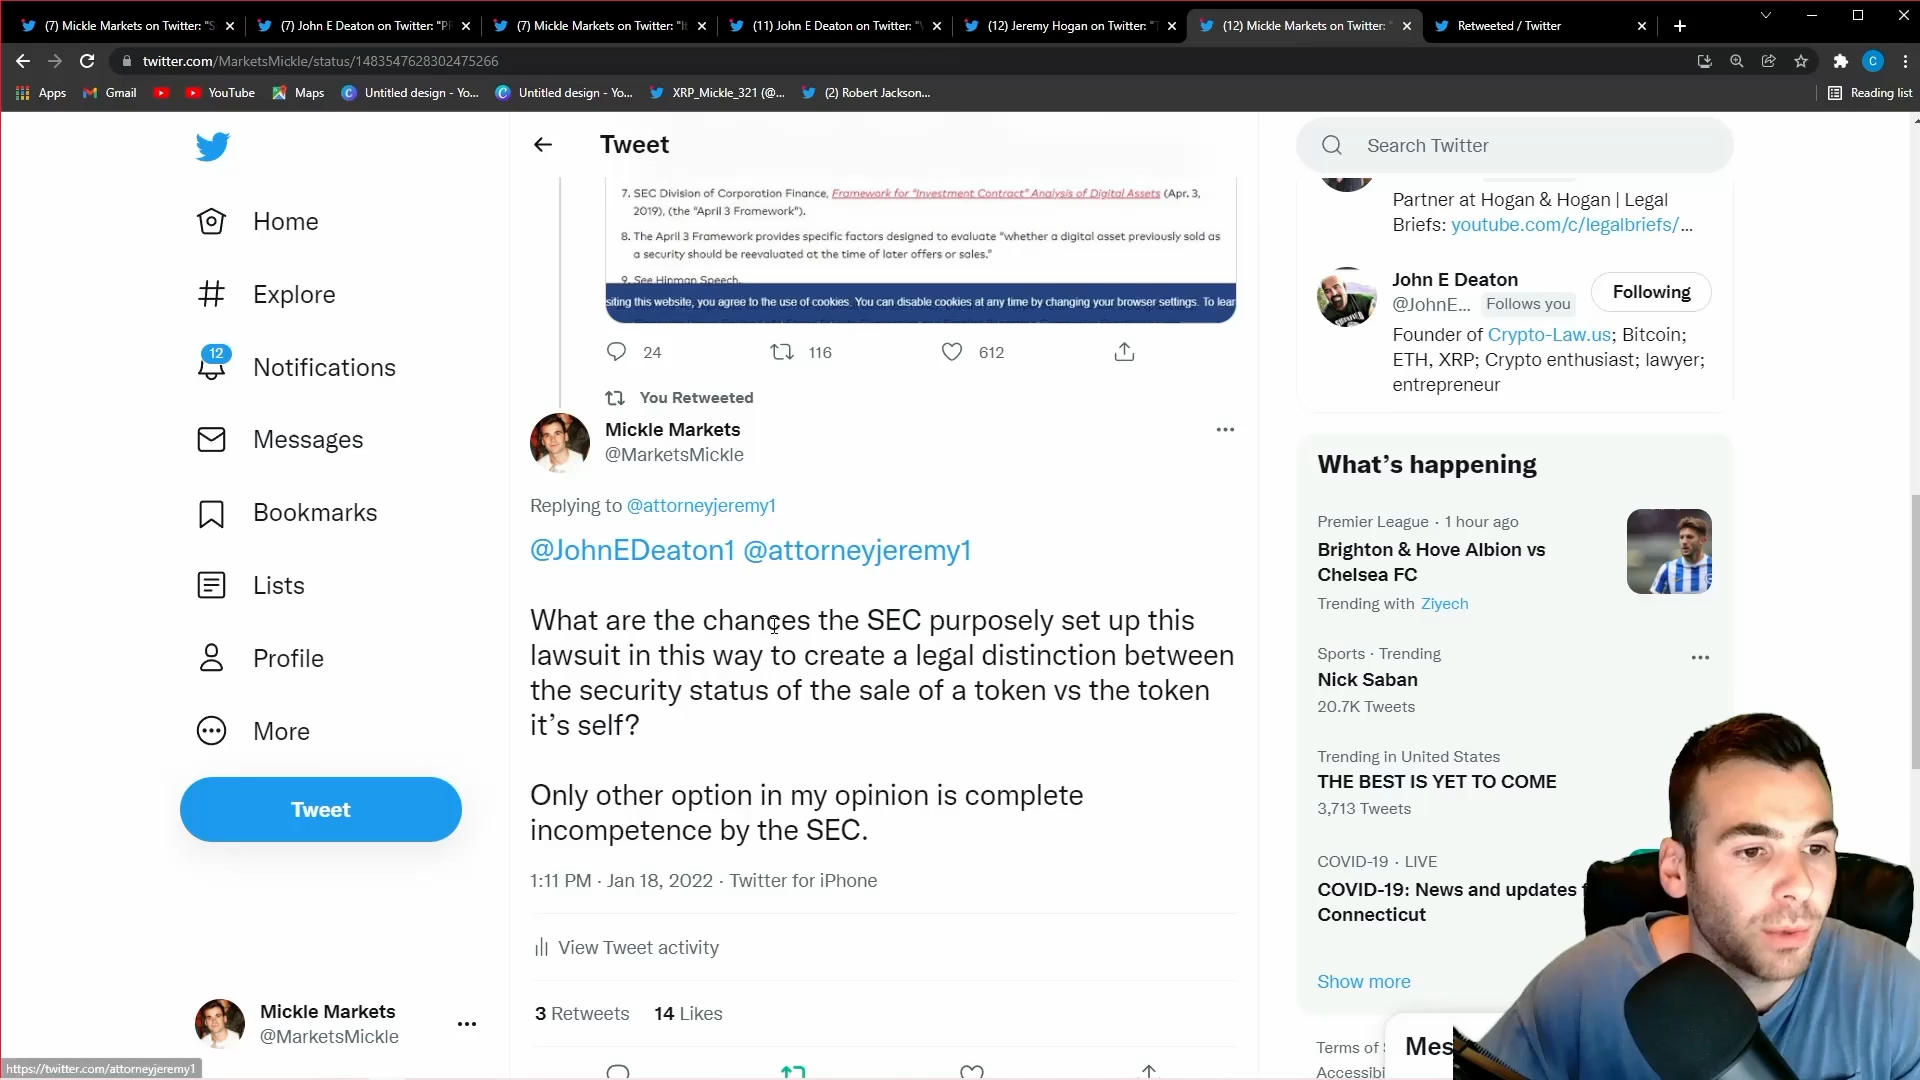 (7) Mickle Markets on Twitter: "S
(7) John E Deaton on Twitter: "PR
(7) Mickle Markets on Twitter: "It
(11) John E Deaton on Twitter: "
(12) Jeremy Hogan on Twitter: "T
(12) Mickle Markets on Twitter: "
Retweeted / Twitter
twitter.com/MarketsMickle/status/1483547628302475266
C
Apps
Gmail
YouTube
Maps
Untitled design - Yo...
Untitled design - Yo...
XRP_Mickle_321 (@...
(2) Robert Jackson...
Reading list
Home
Explore
12
Notifications
Messages
Bookmarks
Lists
Profile
More
Tweet
Mickle Markets
@MarketsMickle
https://twitter.com/attorneyjeremy1
Tweet
7. SEC Division of Corporation Finance, Framework for "Investment Contract" Analysis of Digital Assets (Apr. 3,
2019), (the "April 3 Framework").
8. The April 3 Framework provides specific factors designed to evaluate "whether a digital asset previously sold as
a security should be reevaluated at the time of later offers or sales."
9. See Hinman Speech.
siting this website, you agree to the use of cookies. You can disable cookies at any time by changing your browser settings. To lear
24
116
612
You Retweeted
Mickle Markets
@MarketsMickle
Replying to @attorneyjeremy1
@JohnEDeaton1 @attorneyjeremy1
What are the chances the SEC purposely set up this
lawsuit in this way to create a legal distinction between
the security status of the sale of a token vs the token
it's self?
Only other option in my opinion is complete
incompetence by the SEC.
1:11 PM · Jan 18, 2022 · Twitter for iPhone
View Tweet activity
3 Retweets 14 Likes
Search Twitter
Partner at Hogan & Hogan | Legal
Briefs: youtube.com/c/legalbriefs/...
John E Deaton
@JohnE... Follows you
Following
Founder of Crypto-Law.us; Bitcoin;
ETH, XRP; Crypto enthusiast; lawyer;
entrepreneur
What's happening
Premier League · 1 hour ago
Brighton & Hove Albion vs
Chelsea FC
Trending with Ziyech
Sports · Trending
Nick Saban
20.7K Tweets
Trending in United States
THE BEST IS YET TO COME
3,713 Tweets
COVID-19 · LIVE
COVID-19: News and updates
Connecticut
Show more
Terms of
Mes
Accessibi